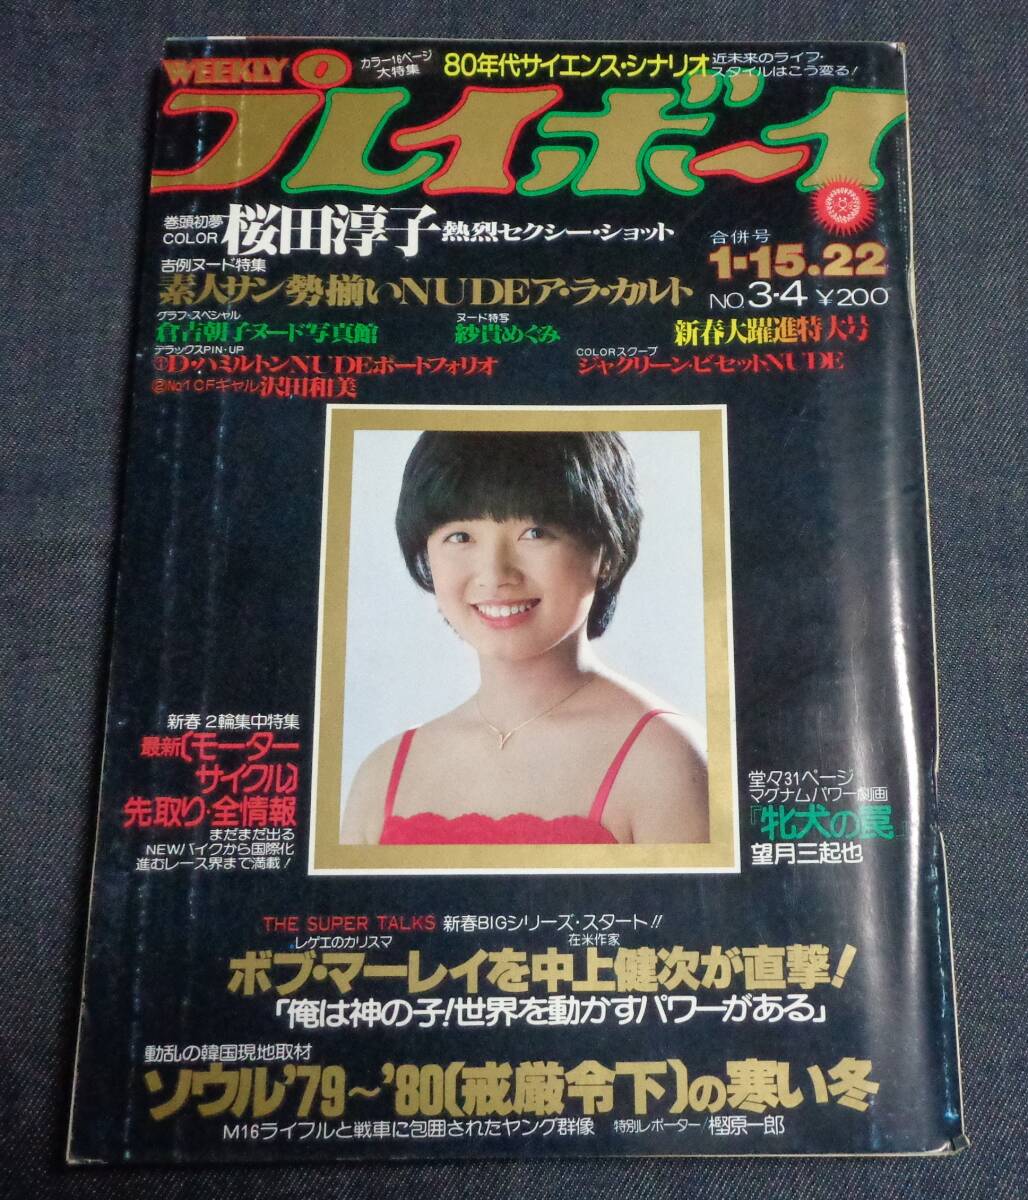 WEEKLY
カラー16ページ
大特集
80年代サイエンス・シナリオ
近未来のライフ・
スタイルはこう変る!
プレイボーイ
巻頭初夢
COLOR
桜田淳子
熱烈セクシー・ショット
合併号
1・15.22
NO.3・4 ¥200
吉例ヌード特集
素人サン勢揃いNUDEア・ラ・カルト
グラフ・スペシャル
倉吉朝子ヌード写真館
ヌード特写
紗貴めぐみ
新春大躍進特大号
デラックスPIN・UP
①D・ハミルトンNUDEポートフォリオ
②No1 CFギャル沢田和美
COLORスクープ
ジャクリーン・ビセットNUDE
新春2輪集中特集
最新〔モーター
サイクル〕
先取り・全情報
まだまだ出る
NEWバイクから国際化
進むレース界まで満載!
堂々31ページ
マグナムパワー劇画
『牝犬の罠』
望月三起也
THE SUPER TALKS 新春BIGシリーズ・スタート!!
レゲエのカリスマ
在米作家
ボブ・マーレイを中上健次が直撃!
「俺は神の子!世界を動かすパワーがある」
動乱の韓国現地取材
ソウル'79~'80〔戒厳令下〕の寒い冬
M16ライフルと戦車に包囲されたヤング群像 特別レポーター/樫原一郎